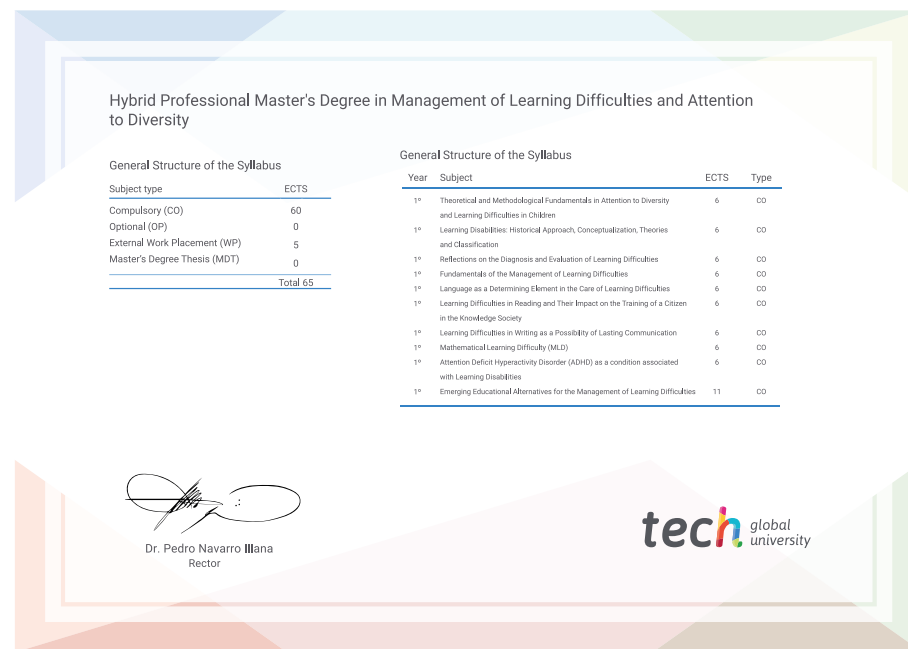 Hybrid Professional Master's Degree in Management of Learning Difficulties and Attention
to Diversity
General Structure of the Syllabus
Subject type ECTS
Compulsory (CO) 60
Optional (OP) 0
External Work Placement (WP) 5
Master's Degree Thesis (MDT) 0
Total 65
General Structure of the Syllabus
Year Subject ECTS Type
1º Theoretical and Methodological Fundamentals in Attention to Diversity 6 CO
and Learning Difficulties in Children
1º Learning Disabilities: Historical Approach, Conceptualization, Theories 6 CO
and Classification
1º Reflections on the Diagnosis and Evaluation of Learning Difficulties 6 CO
1º Fundamentals of the Management of Learning Difficulties 6 CO
1º Language as a Determining Element in the Care of Learning Difficulties 6 CO
1º Learning Difficulties in Reading and Their Impact on the Training of a Citizen 6 CO
in the Knowledge Society
1º Learning Difficulties in Writing as a Possibility of Lasting Communication 6 CO
1º Mathematical Learning Difficulty (MLD) 6 CO
1º Attention Deficit Hyperactivity Disorder (ADHD) as a condition associated 6 CO
with Learning Disabilities
1º Emerging Educational Alternatives for the Management of Learning Difficulties 11 CO
Dr. Pedro Navarro Illana
Rector
tech global
university